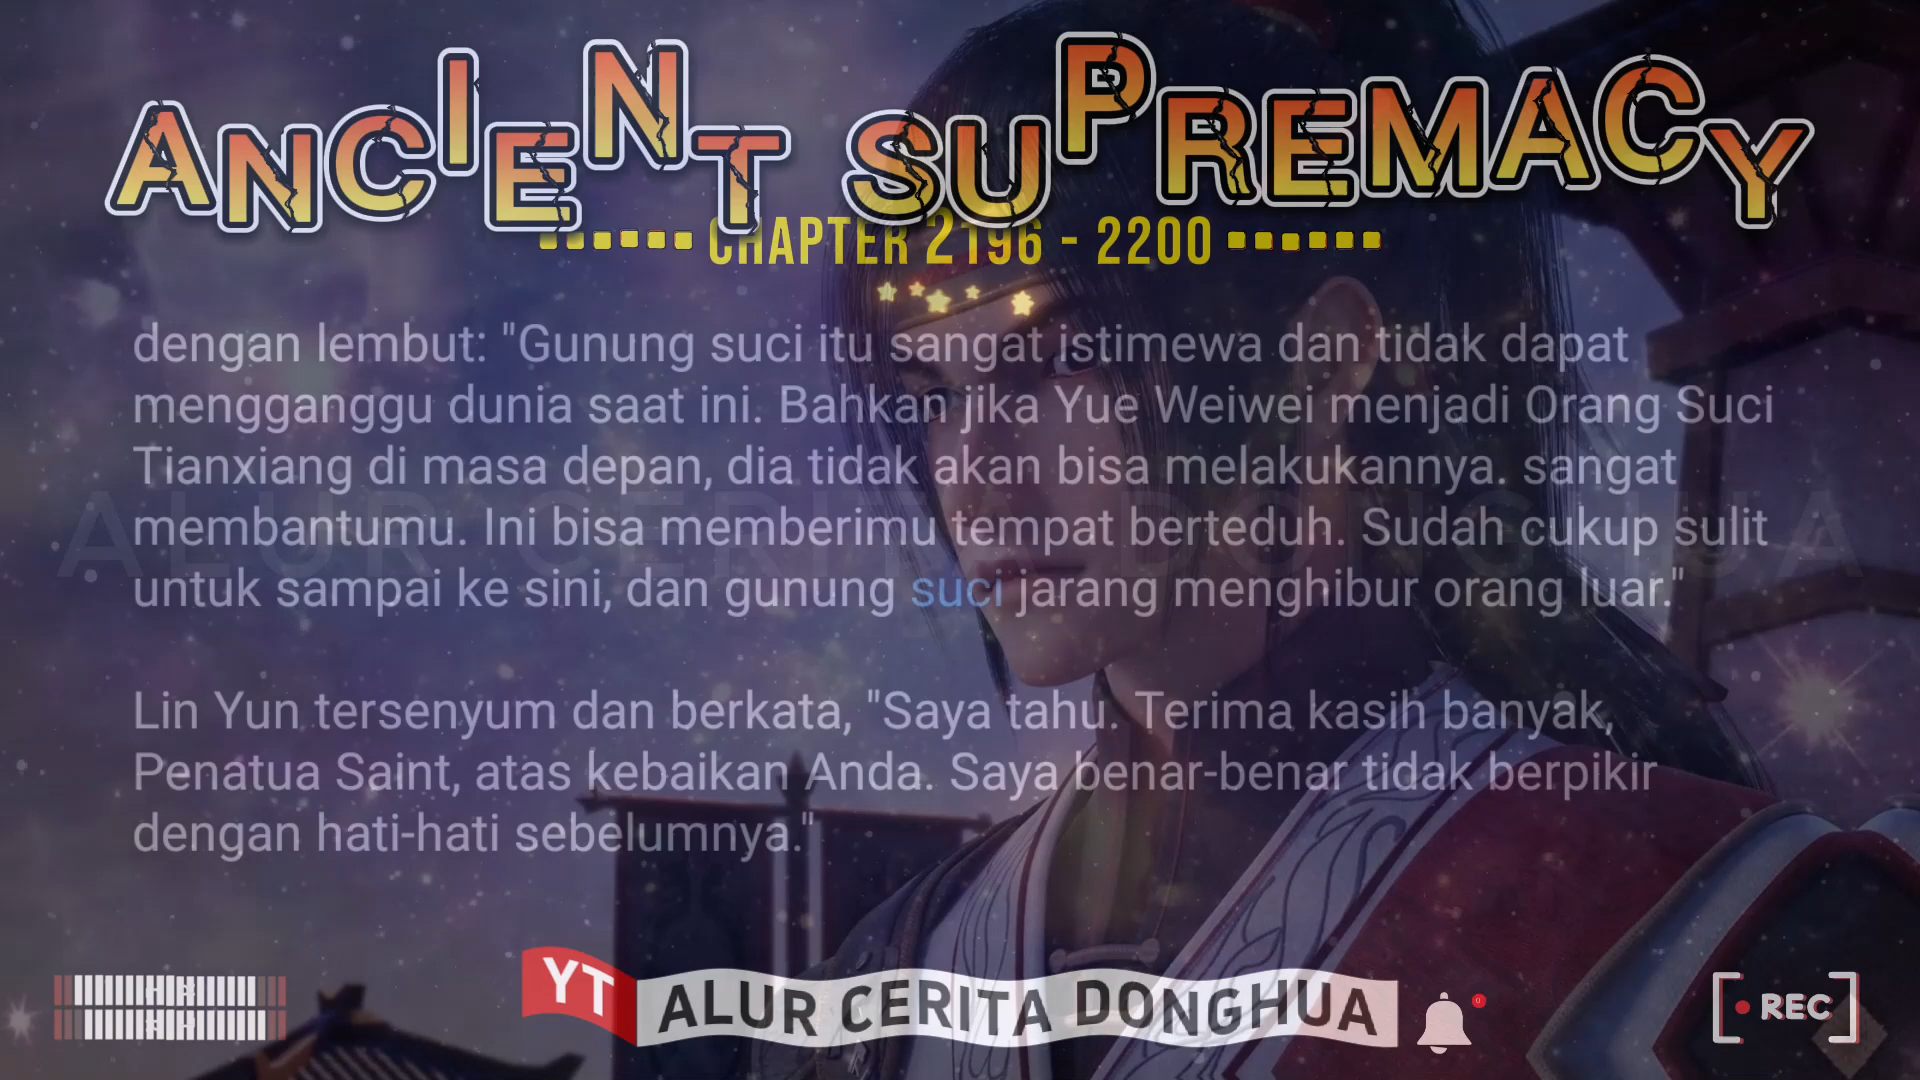 ANCIENT SUPREMACY
CHAPTER 2196 - 2200
dengan lembut: "Gunung suci itu sangat istimewa dan tidak dapat
mengganggu dunia saat ini. Bahkan jika Yue Weiwei menjadi Orang Suci
Tianxiang di masa depan, dia tidak akan bisa melakukannya. sangat
ALUR CERITA DONGHUA
membantumu. Ini bisa memberimu tempat berteduh. Sudah cukup sulit
untuk sampai ke sini, dan gunung suci jarang menghibur orang luar."
Lin Yun tersenyum dan berkata, "Saya tahu. Terima kasih banyak,
Penatua Saint, atas kebaikan Anda. Saya benar-benar tidak berpikir
dengan hati-hati sebelumnya."
YT ALUR CERITA DONGHUA
REC